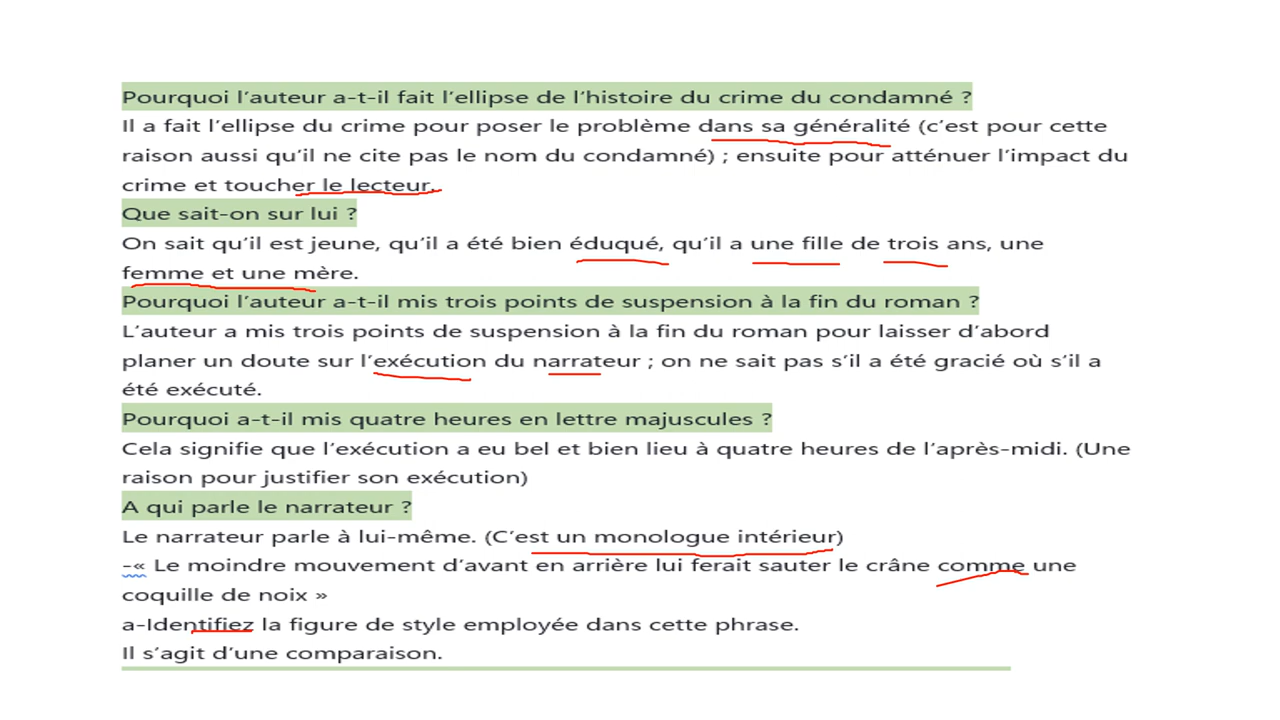 Pourquoi l'auteur a-t-il fait l'ellipse de l'histoire du crime du condamné ?
Il a fait l'ellipse du crime pour poser le problème dans sa généralité (c'est pour cette
raison aussi qu'il ne cite pas le nom du condamné) ; ensuite pour atténuer l'impact du
crime et toucher le lecteur.
Que sait-on sur lui ?
On sait qu'il est jeune, qu'il a été bien éduqué, qu'il a une fille de trois ans, une
femme et une mère.
Pourquoi l'auteur a-t-il mis trois points de suspension à la fin du roman ?
L'auteur a mis trois points de suspension à la fin du roman pour laisser d'abord
planer un doute sur l'exécution du narrateur ; on ne sait pas s'il a été gracié où s'il a
été exécuté.
Pourquoi a-t-il mis quatre heures en lettre majuscules ?
Cela signifie que l'exécution a eu bel et bien lieu à quatre heures de l'après-midi. (Une
raison pour justifier son exécution)
A qui parle le narrateur ?
Le narrateur parle à lui-même. (C'est un monologue intérieur)
-« Le moindre mouvement d'avant en arrière lui ferait sauter le crâne comme une
coquille de noix »
a-Identifiez la figure de style employée dans cette phrase.
Il s'agit d'une comparaison.